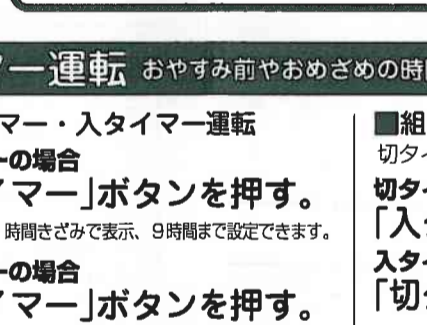 ー運転 おやすみ前やおめざめの時
マー・入タイマー運転
ーの場合
マー」ボタンを押す。
時間きざみで表示、9時間まで設定できます。
ーの場合
マー」ボタンを押す。
■組
切タイ
切タイ
「入タ
入タイ
「切タ